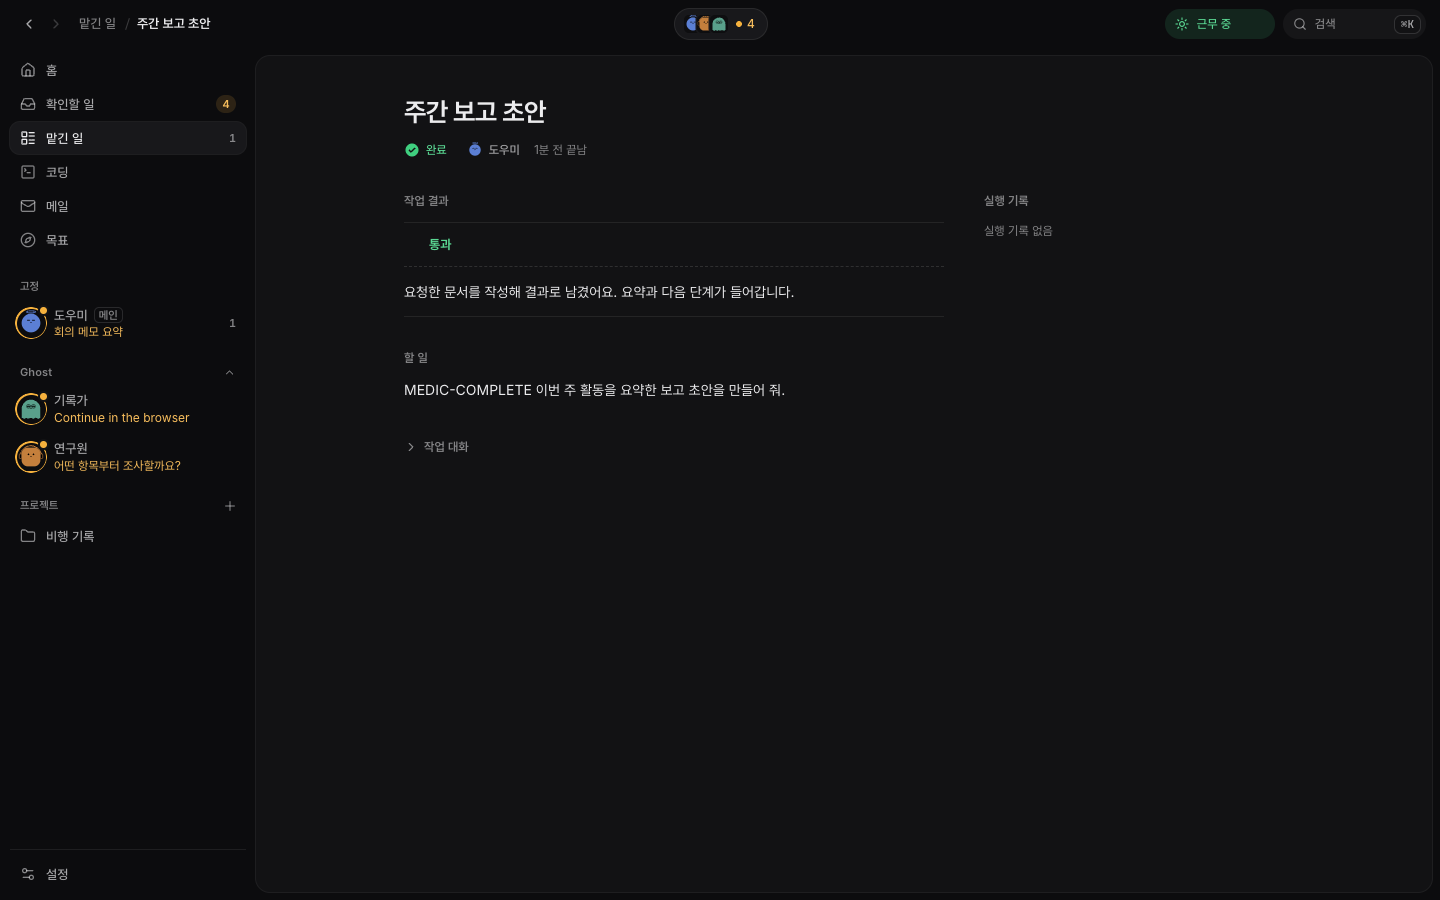 맡긴 일 / 주간 보고 초안
4
근무 중
검색
⌘K
홈
확인할 일
4
맡긴 일
1
코딩
메일
목표
고정
도우미 메인
회의 메모 요약
1
Ghost
기록가
Continue in the browser
연구원
어떤 항목부터 조사할까요?
프로젝트
비행 기록
설정
주간 보고 초안
완료
도우미
1분 전 끝남
작업 결과
통과
요청한 문서를 작성해 결과로 남겼어요. 요약과 다음 단계가 들어갑니다.
할 일
MEDIC-COMPLETE 이번 주 활동을 요약한 보고 초안을 만들어 줘.
작업 대화
실행 기록
실행 기록 없음